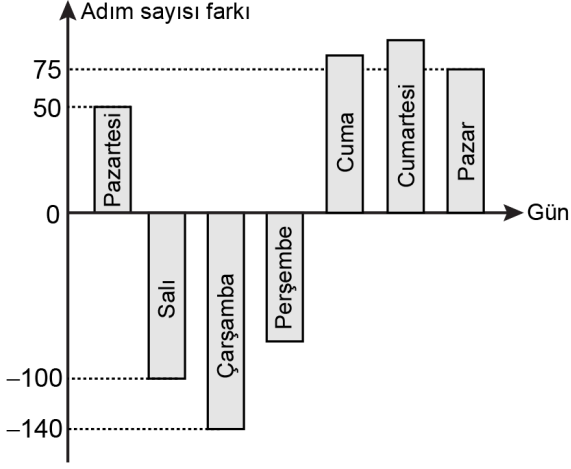 Adım sayısı farkı
75
50
0
−100
−140
Pazartesi
Salı
Çarşamba
Perşembe
Cuma
Cumartesi
Pazar
Gün